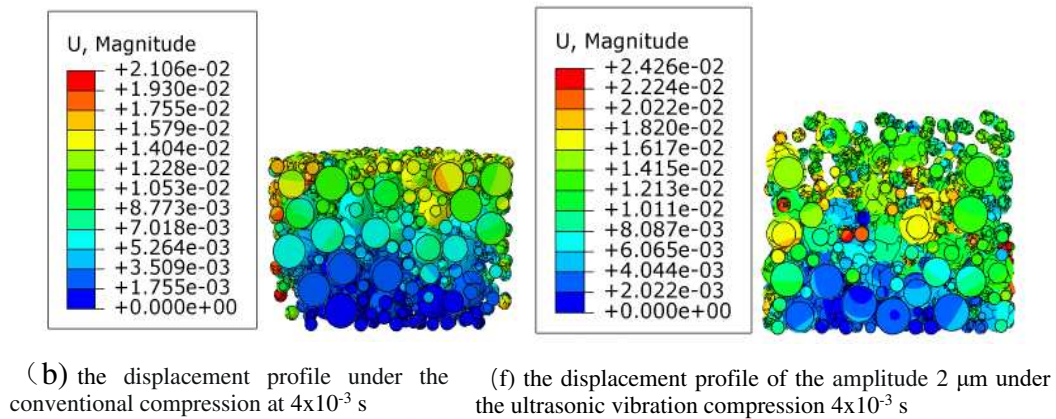 U, Magnitude
+2.106e-02
+1.930e-02
+1.755e-02
+1.579e-02
+1.404e-02
+1.228e-02
+1.053e-02
+8.773e-03
+7.018e-03
+5.264e-03
+3.509e-03
+1.755e-03
+0.000e+00
U, Magnitude
+2.426e-02
+2.224e-02
+2.022e-02
+1.820e-02
+1.617e-02
+1.415e-02
+1.213e-02
+1.011e-02
+8.087e-03
+6.065e-03
+4.044e-03
+2.022e-03
+0.000e+00
（b) the displacement profile under the
conventional compression at 4x10⁻³ s
(f) the displacement profile of the amplitude 2 μm under
the ultrasonic vibration compression 4x10⁻³ s